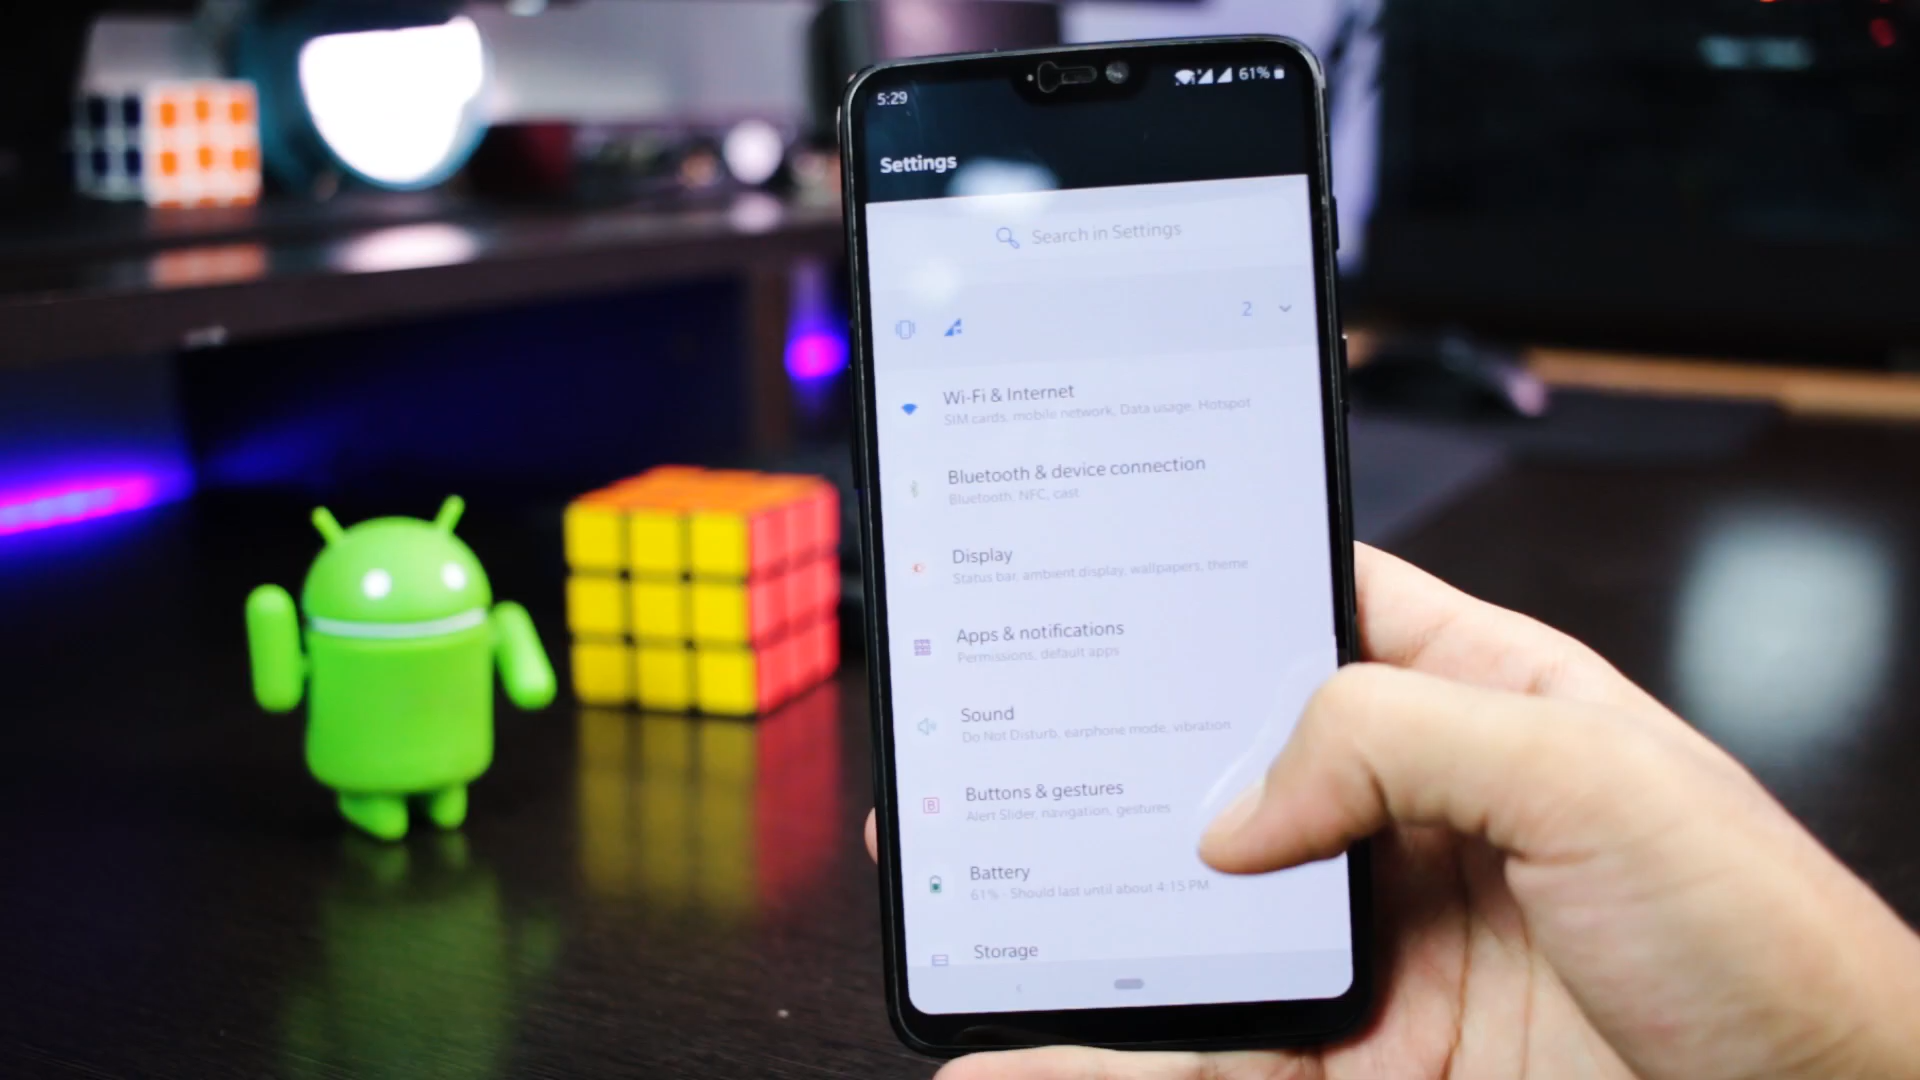 5:29
61%
Settings
Search in Settings
2
Wi-Fi & Internet
SIM cards, mobile network, Data usage, Hotspot
Bluetooth & device connection
Bluetooth, NFC, cast
Display
Status bar, ambient display, wallpapers, theme
Apps & notifications
Permissions, default apps
Sound
Do Not Disturb, earphone mode, vibration
B
Buttons & gestures
Alert Slider, navigation, gestures
Battery
61% - Should last until about 4:15 PM
Storage